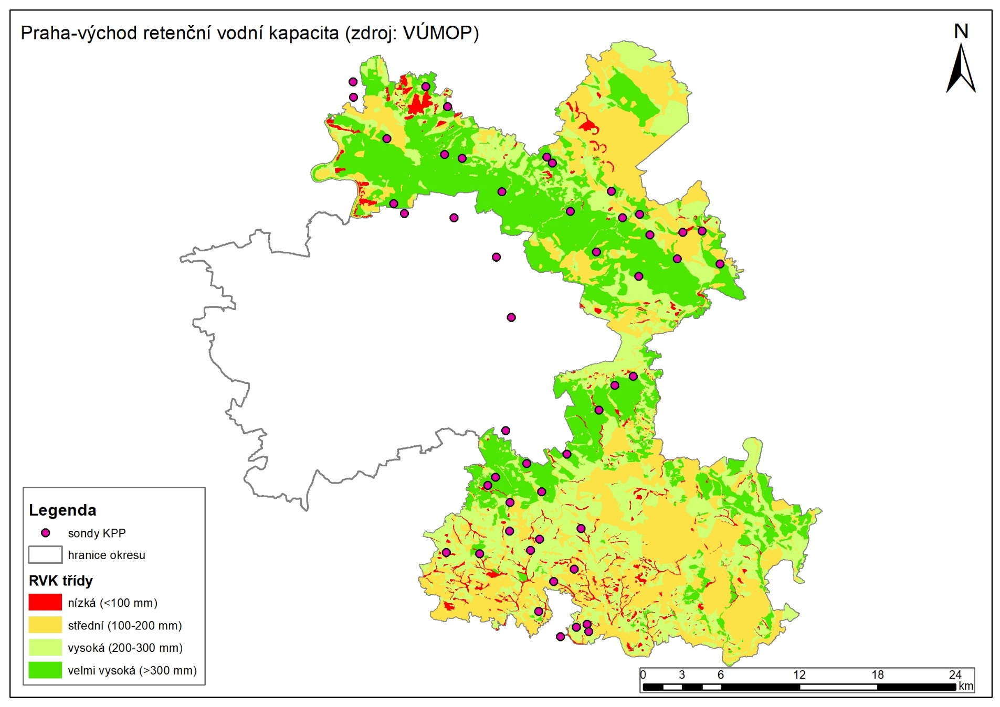 Praha-východ retenční vodní kapacita (zdroj: VÚMOP)
N
Legenda
sondy KPP
hranice okresu
RVK třídy
nízká (<100 mm)
střední (100-200 mm)
vysoká (200-300 mm)
velmi vysoká (>300 mm)
0 3 6 12 18 24
km